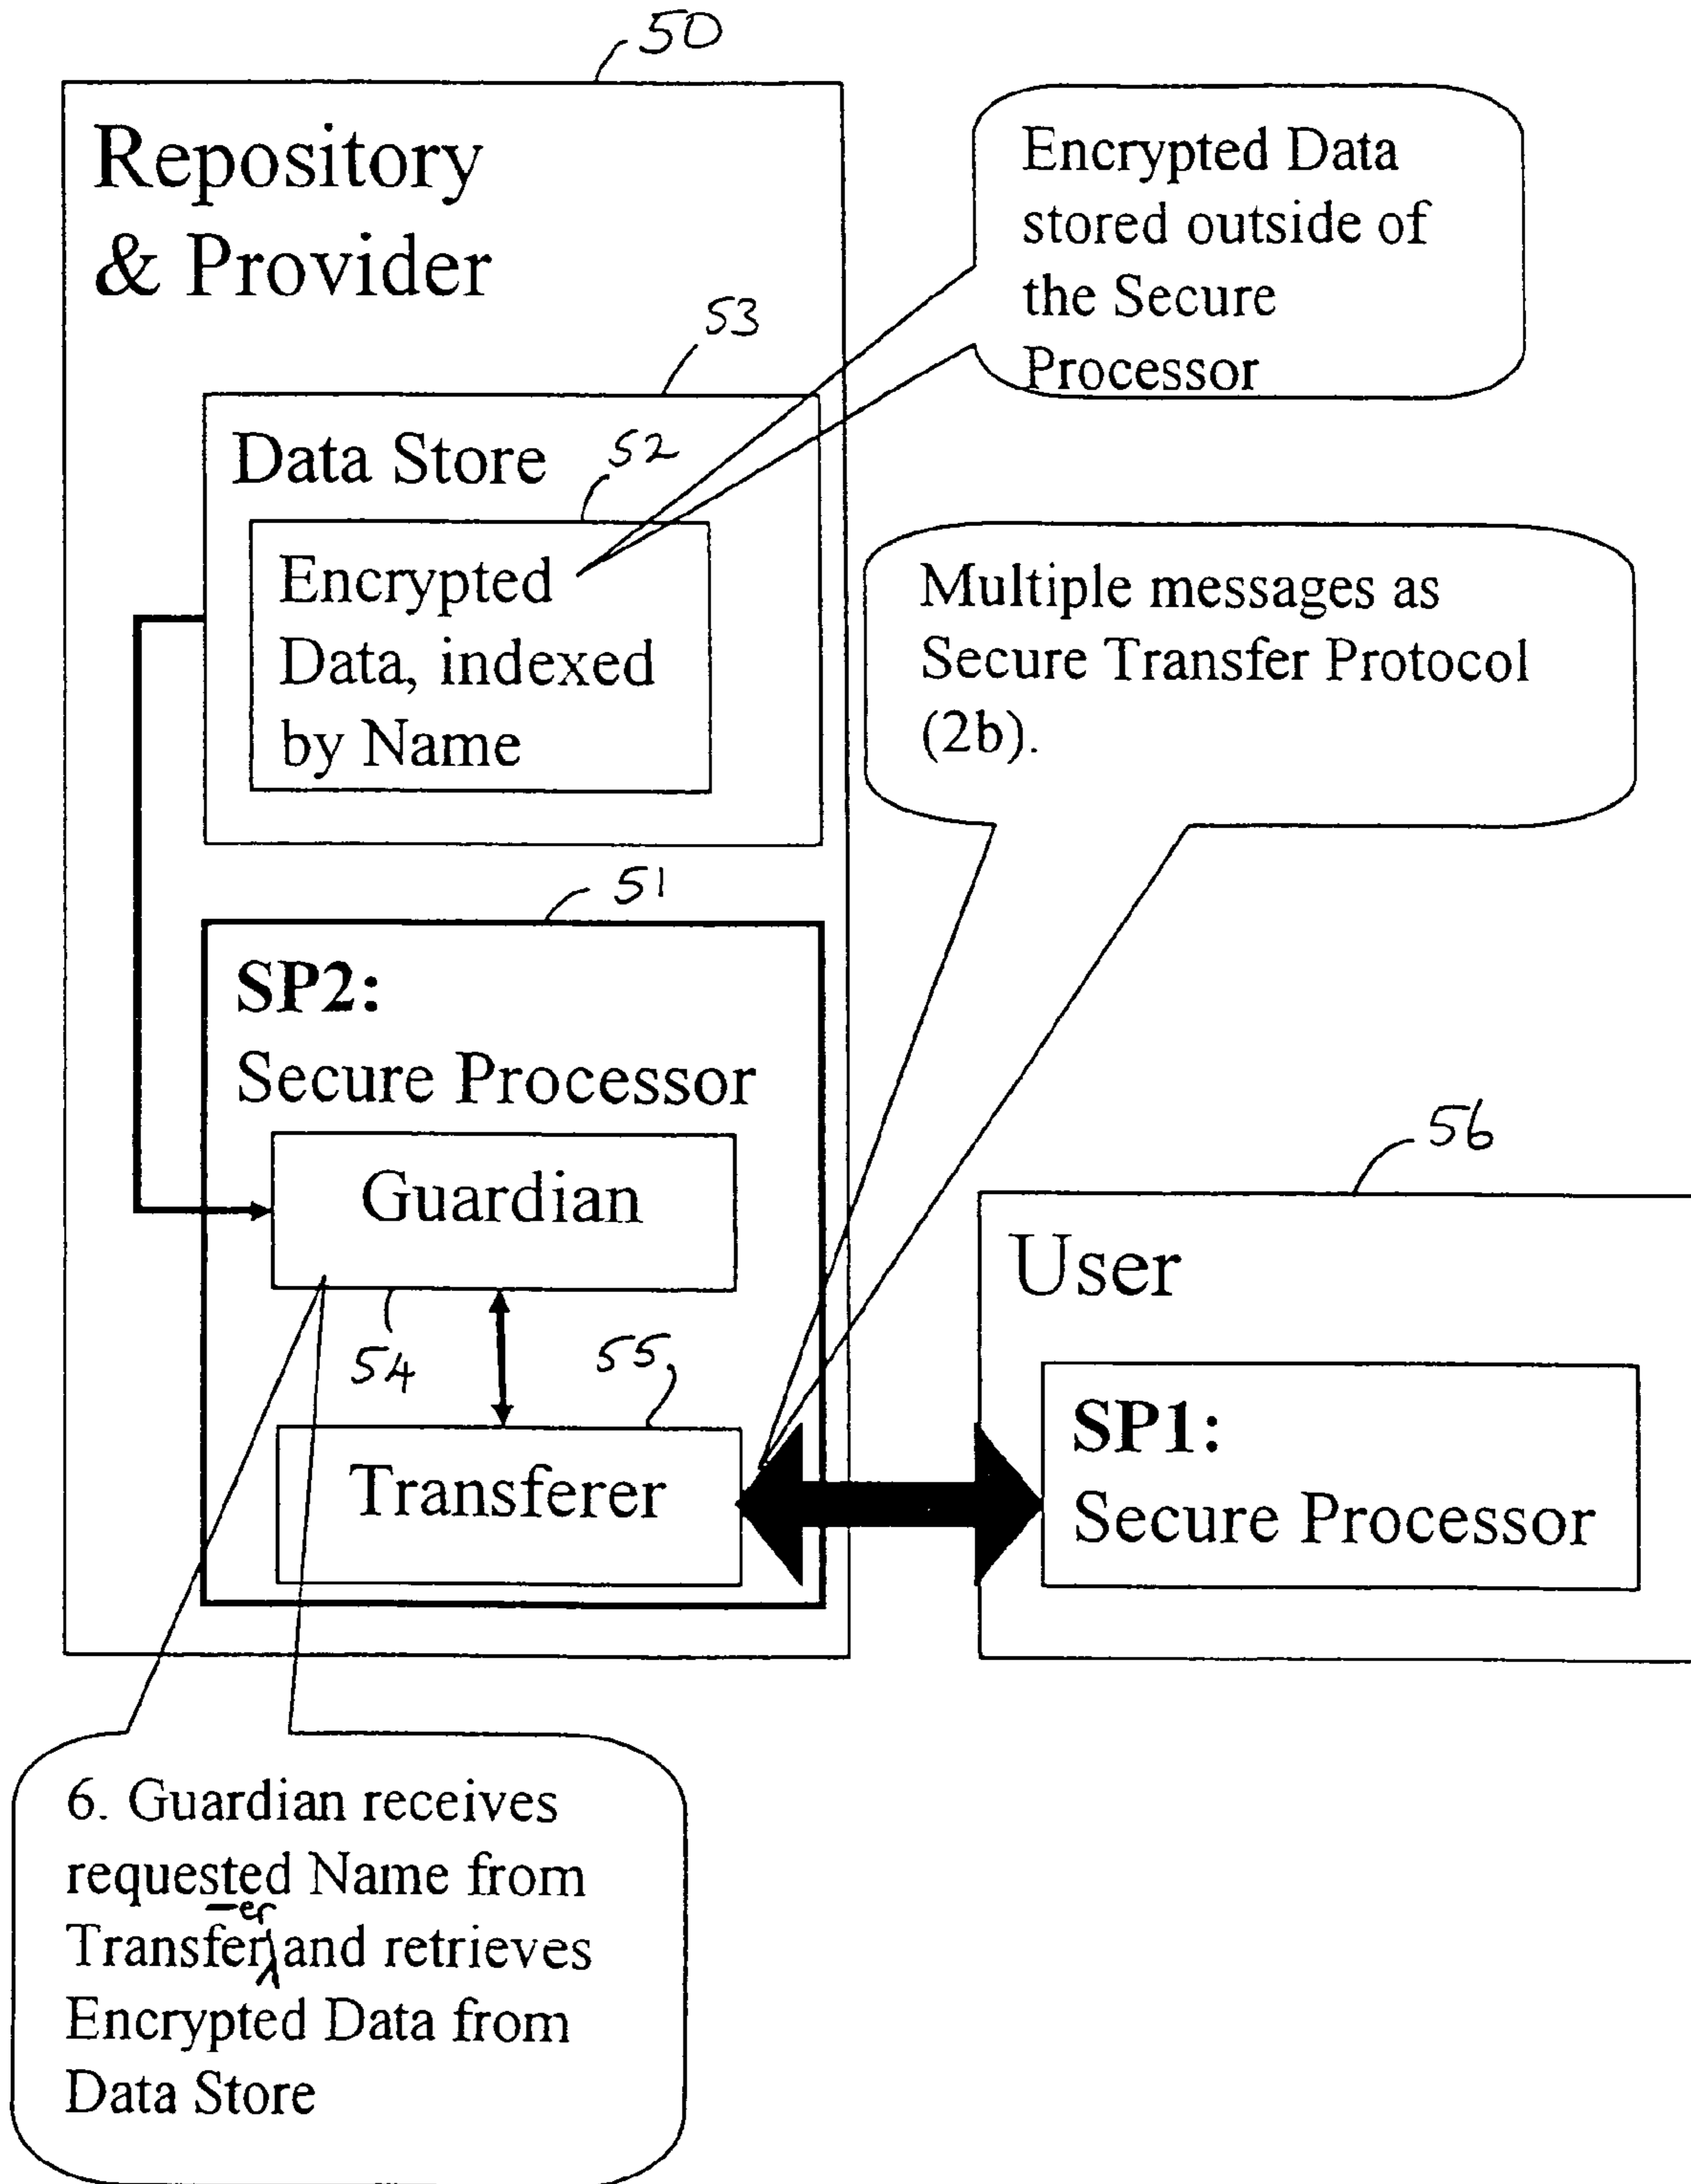 50
Repository
& Provider
Encrypted Data
stored outside of
the Secure
Processor
53
Data Store
52
Encrypted
Data, indexed
by Name
Multiple messages as
Secure Transfer Protocol
(2b).
51
SP2:
Secure Processor
Guardian
54
55
Transferer
56
User
SP1:
Secure Processor
6. Guardian receives
requested Name from
-er
Transfer and retrieves
Encrypted Data from
Data Store